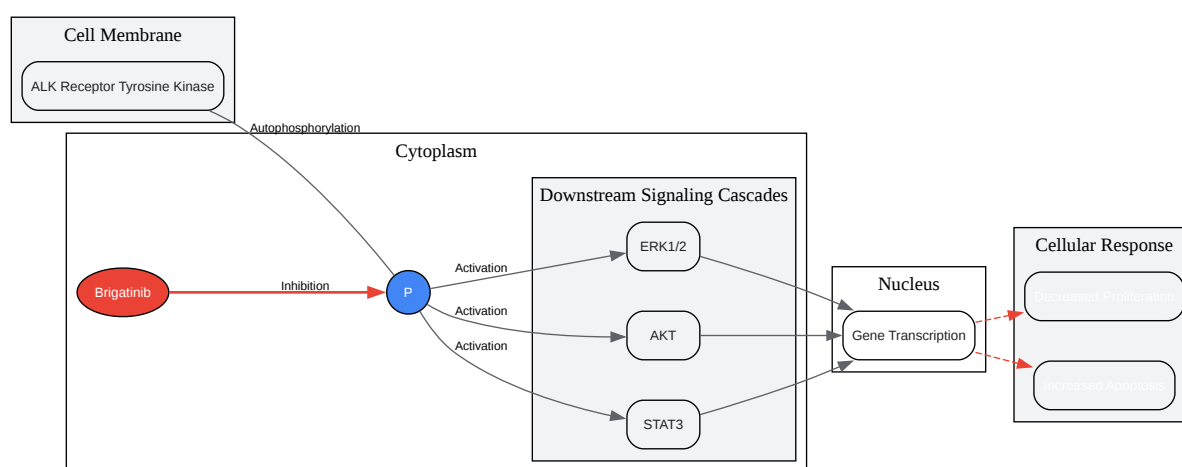 Cell Membrane
ALK Receptor Tyrosine Kinase
Autophosphorylation
Cytoplasm
Downstream Signaling Cascades
Brigatinib
Inhibition
P
Activation
Activation
Activation
ERK1/2
AKT
STAT3
Nucleus
Gene Transcription
Cellular Response
Decreased Proliferation
Increased Apoptosis